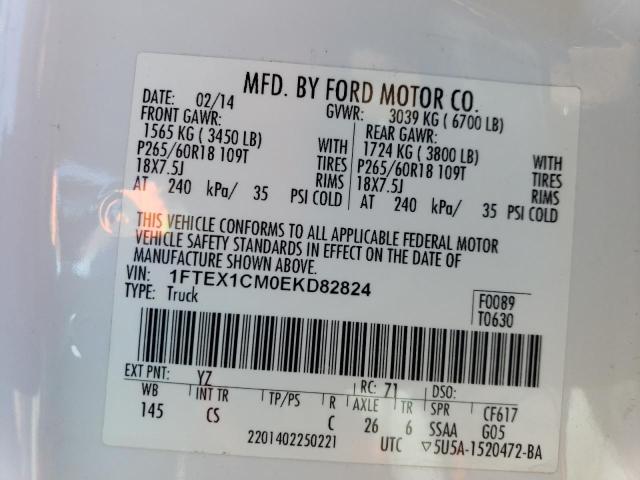 MFD. BY FORD MOTOR CO.
DATE: 02/14 GVWR: 3039 KG ( 6700 LB)
FRONT GAWR: REAR GAWR:
1565 KG ( 3450 LB) WITH 1724 KG ( 3800 LB) WITH
P265/60R18 109T TIRES P265/60R18 109T TIRES
18X7.5J RIMS 18X7.5J RIMS
AT 240 kPa/ 35 PSI COLD AT 240 kPa/ 35 PSI COLD
THIS VEHICLE CONFORMS TO ALL APPLICABLE FEDERAL MOTOR
VEHICLE SAFETY STANDARDS IN EFFECT ON THE DATE OF
MANUFACTURE SHOWN ABOVE.
VIN: 1FTEX1CM0EKD82824
TYPE: Truck
F0089
T0630
EXT PNT: YZ RC: 71 DSO:
WB INT TR TP/PS R AXLE TR SPR CF617
145 CS C 26 6 SSAA G05
2201402250221 UTC ▽5U5A-1520472-BA